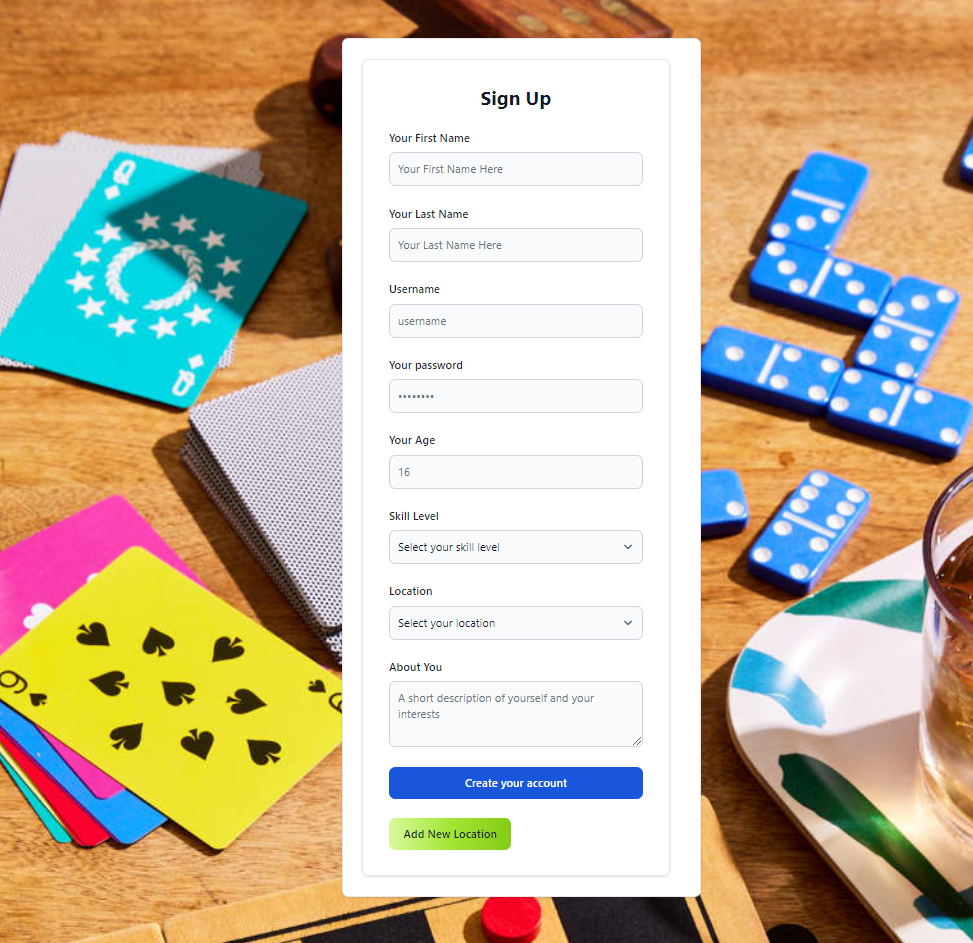 Sign Up
Your First Name
Your First Name Here
Your Last Name
Your Last Name Here
Username
username
Your password
••••••••
Your Age
16
Skill Level
Select your skill level
Location
Select your location
About You
A short description of yourself and your
interests
Create your account
Add New Location
Q
Q
9